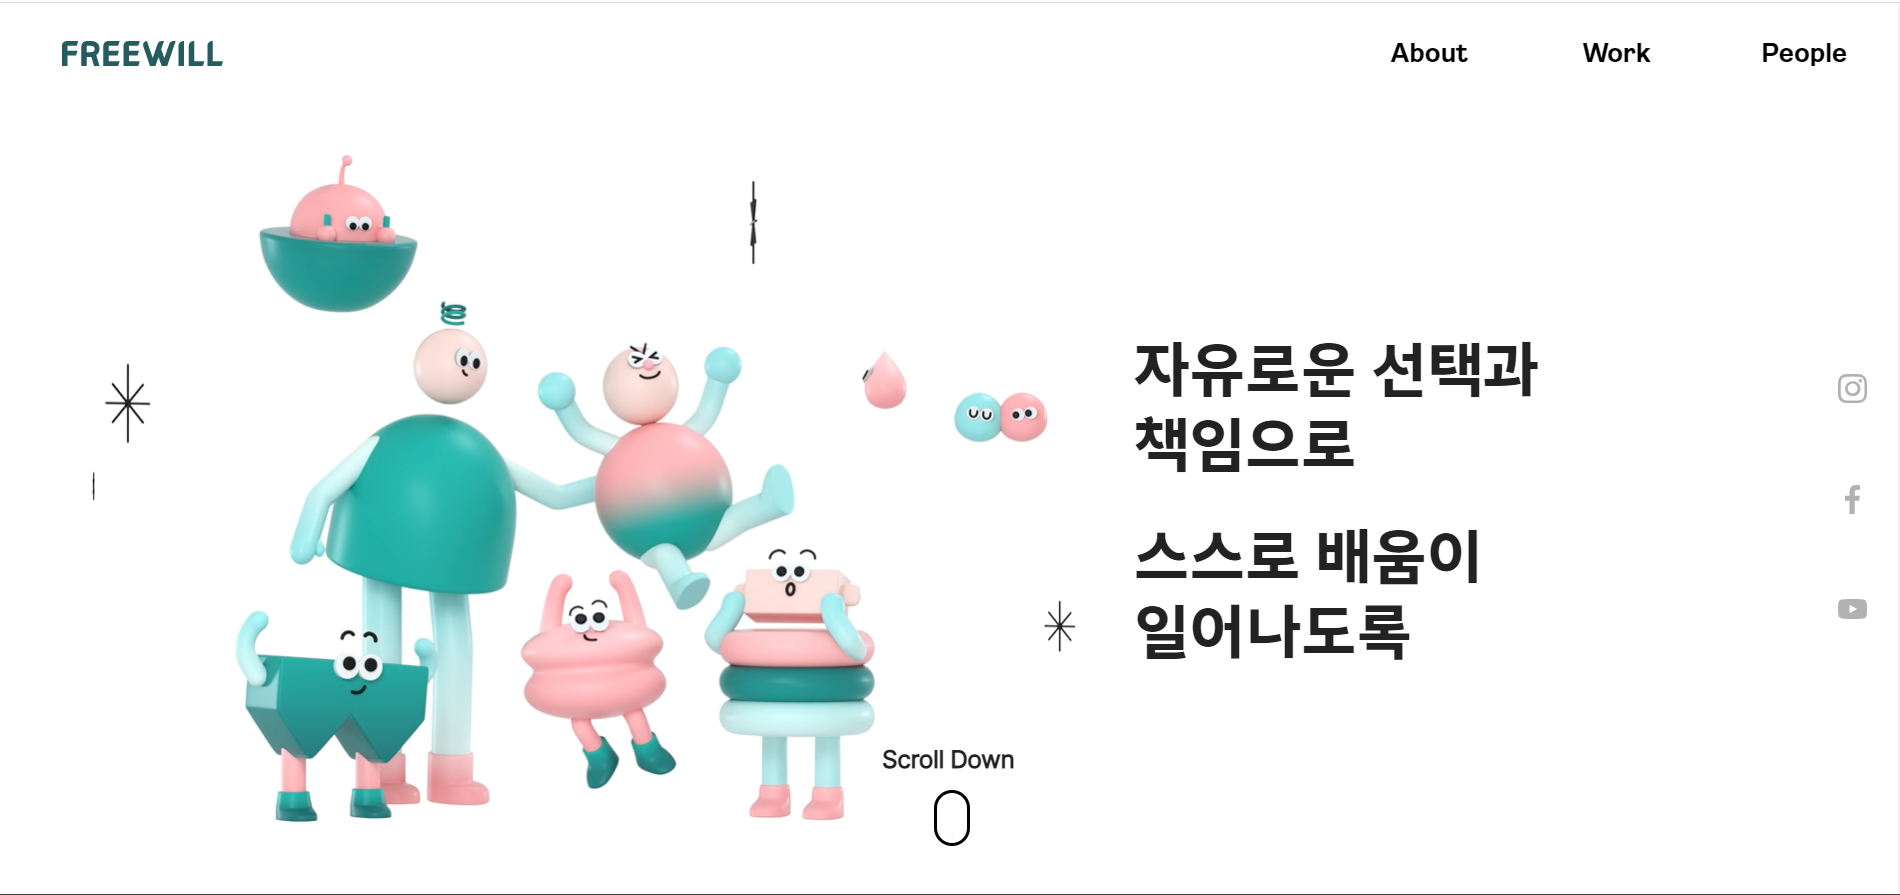 FREEWILL
About
Work
People
자유로운 선택과
책임으로
스스로 배움이
일어나도록
Scroll Down